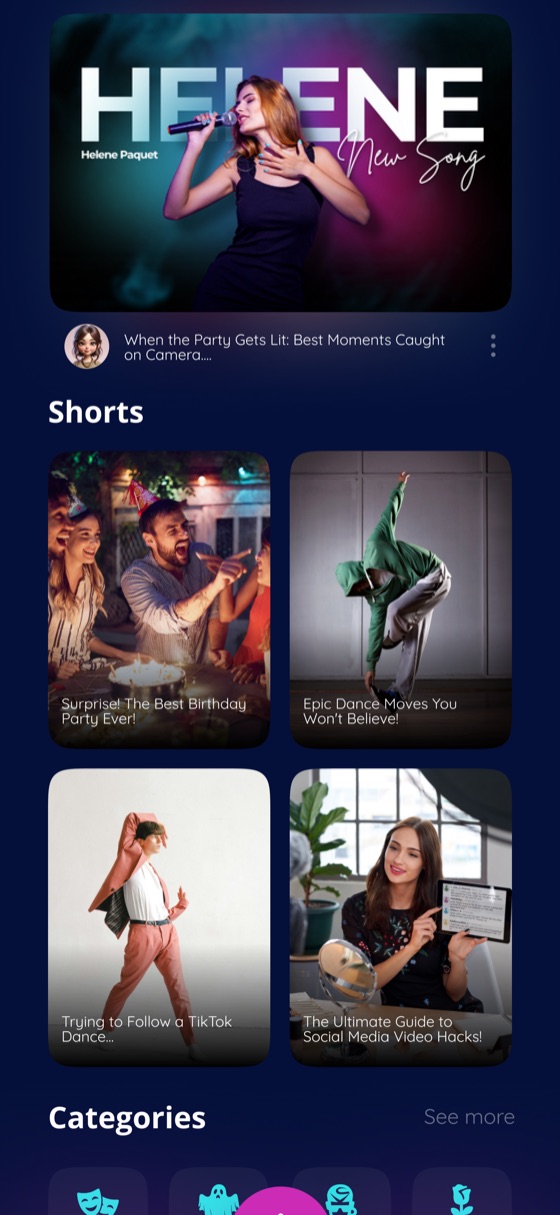 HELENE
Helene Paquet
New Song
When the Party Gets Lit: Best Moments Caught
on Camera....
Shorts
Surprise! The Best Birthday
Party Ever!
Epic Dance Moves You
Won't Believe!
Trying to Follow a TikTok
Dance...
The Ultimate Guide to
Social Media Video Hacks!
Categories
See more